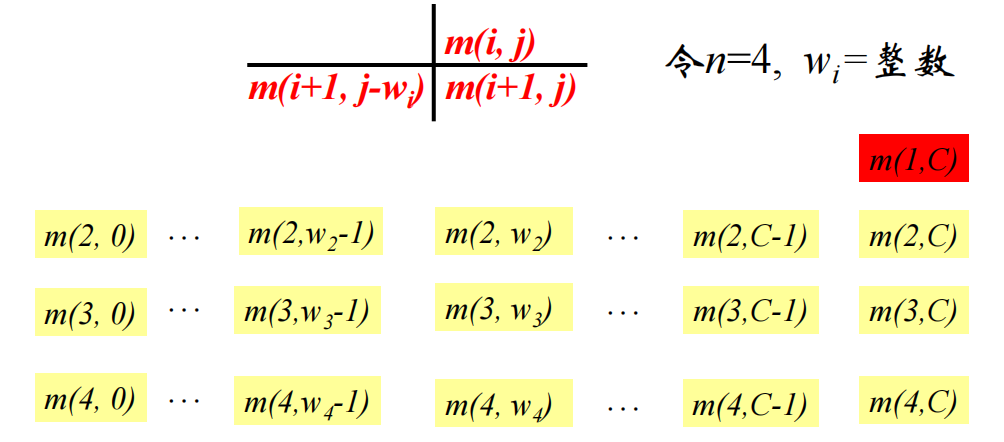 m(i, j)
m(i+1, j-wᵢ) m(i+1, j)
令n=4, wᵢ=整数
m(1,C)
m(2, 0) ··· m(2,w₂-1) m(2, w₂) ··· m(2,C-1) m(2,C)
m(3, 0) ··· m(3,w₃-1) m(3, w₃) ··· m(3,C-1) m(3,C)
m(4, 0) ··· m(4,w₄-1) m(4, w₄) ··· m(4,C-1) m(4,C)